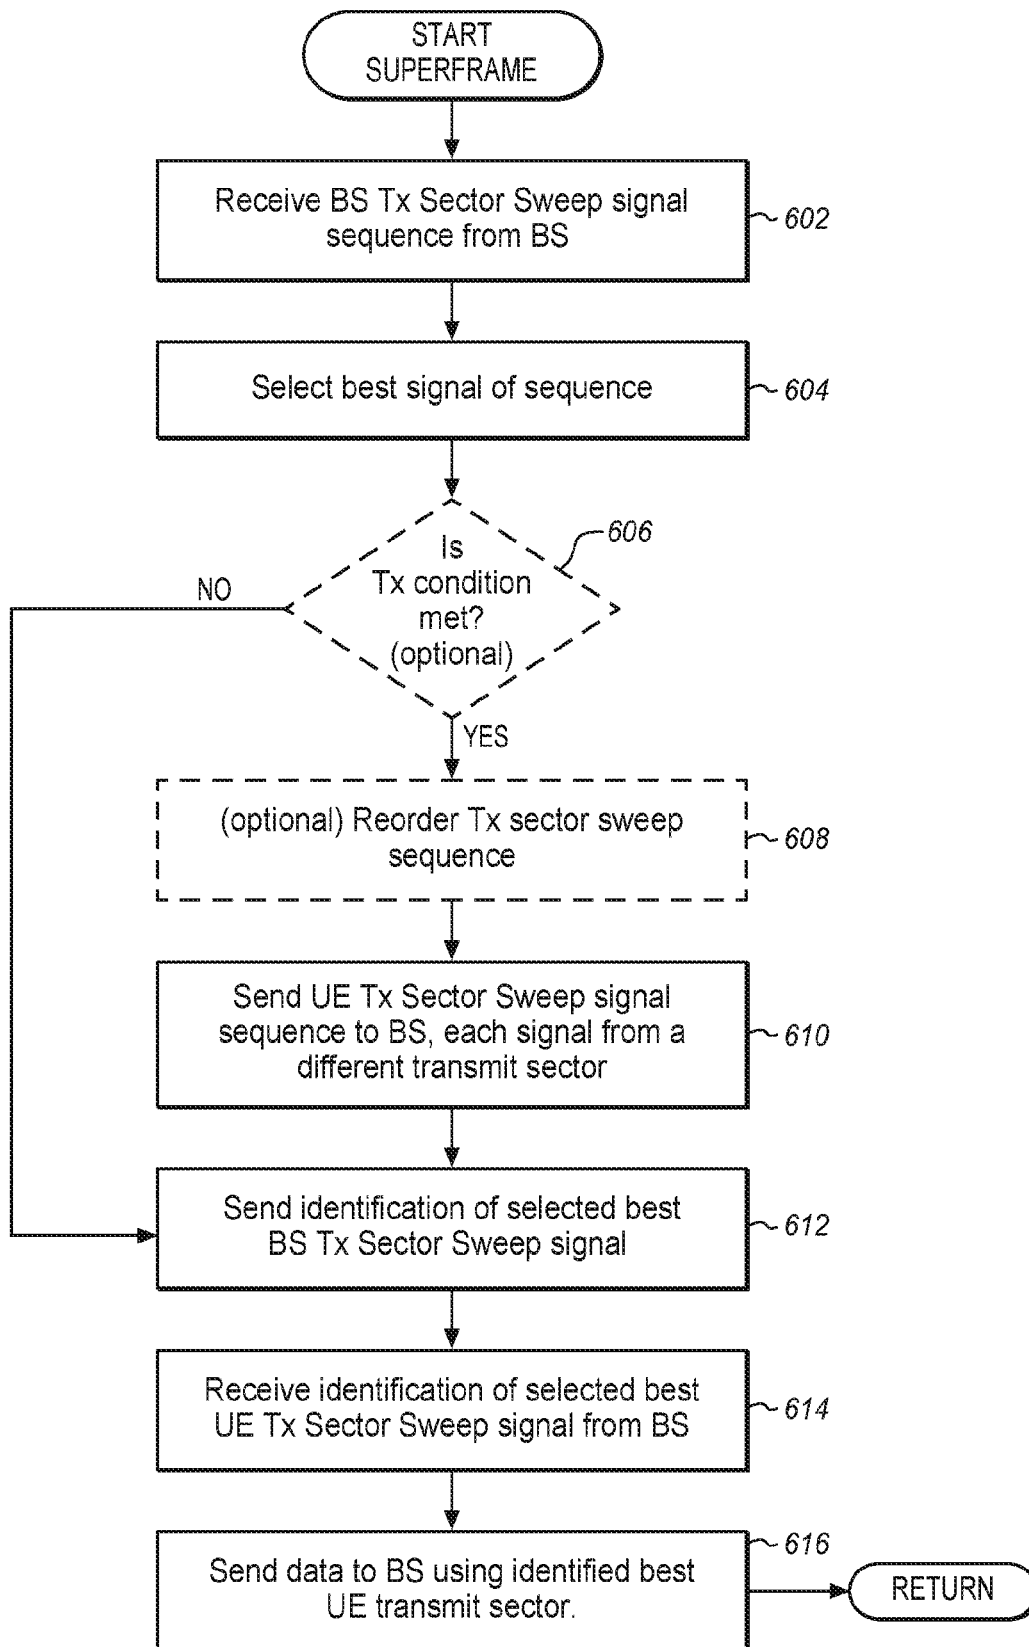 START
SUPERFRAME
Receive BS Tx Sector Sweep signal
sequence from BS
602
Select best signal of sequence
604
606
Is
Tx condition
met?
(optional)
NO
YES
(optional) Reorder Tx sector sweep
sequence
608
Send UE Tx Sector Sweep signal
sequence to BS, each signal from a
different transmit sector
610
Send identification of selected best
BS Tx Sector Sweep signal
612
Receive identification of selected best
UE Tx Sector Sweep signal from BS
614
Send data to BS using identified best
UE transmit sector.
616
RETURN